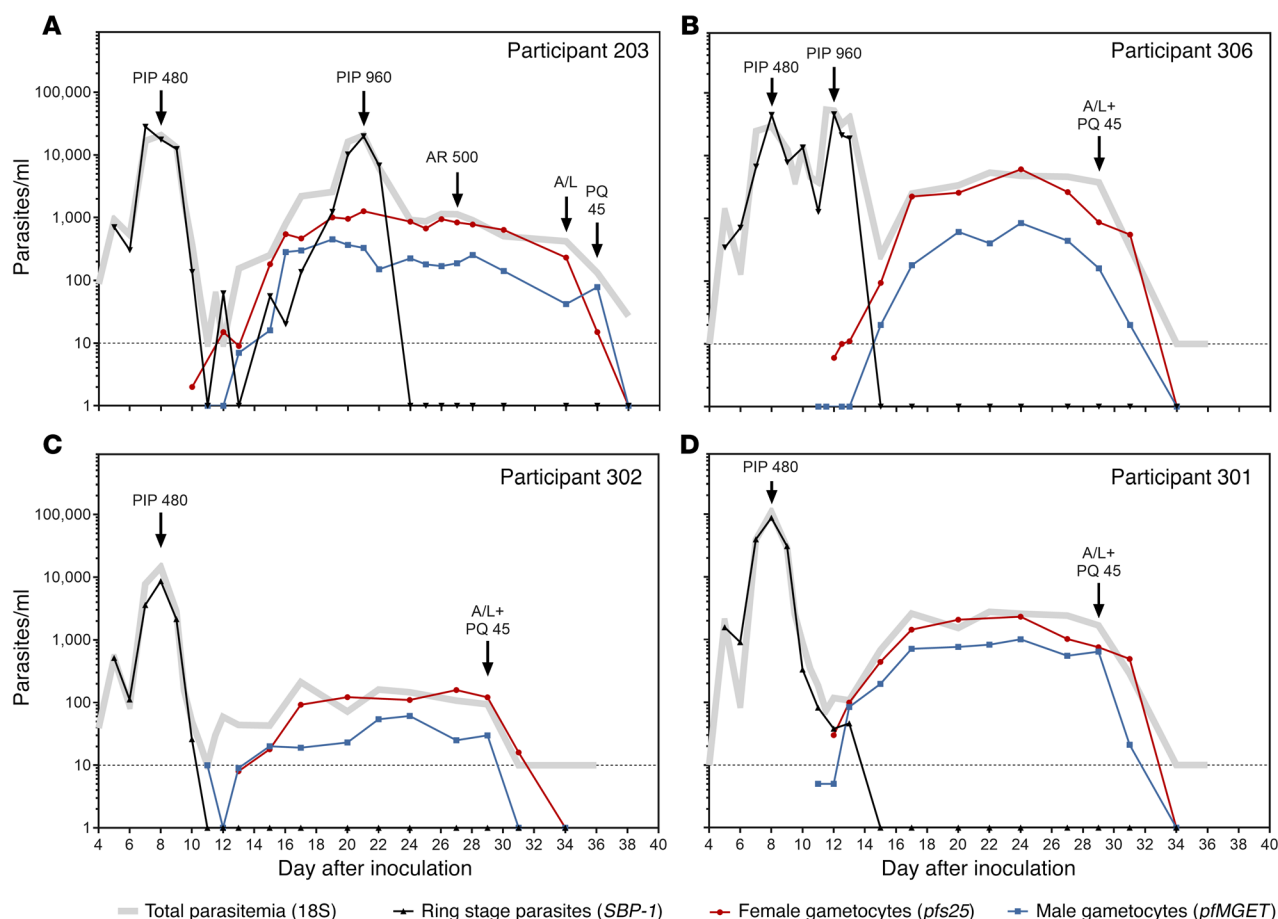 A
Participant 203
PIP 480
PIP 960
AR 500
A/L
PQ
45
100,000
10,000
1,000
100
10
1
Parasites/ml
B
Participant 306
PIP 480
PIP 960
A/L+
PQ 45
C
Participant 302
PIP 480
A/L+
PQ 45
100,000
10,000
1,000
100
10
1
Parasites/ml
4 6 8 10 12 14 16 18 20 22 24 26 28 30 32 34 36 38 40
Day after inoculation
D
Participant 301
PIP 480
A/L+
PQ 45
4 6 8 10 12 14 16 18 20 22 24 26 28 30 32 34 36 38 40
Day after inoculation
Total parasitemia (18S) Ring stage parasites (SBP-1) Female gametocytes (pfs25) Male gametocytes (pfMGET)